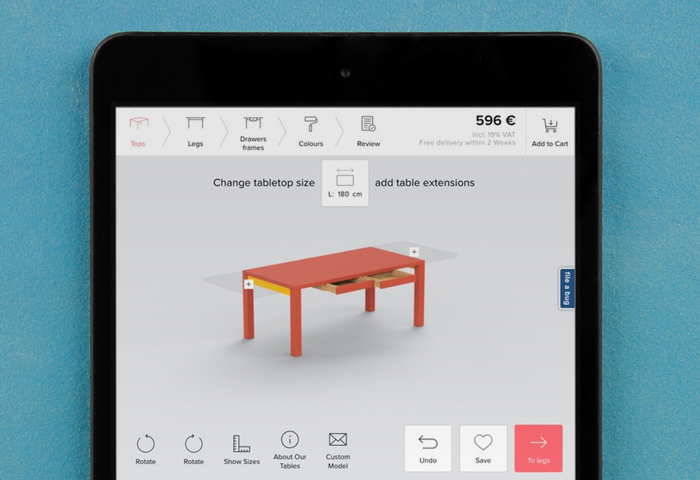 Tops
Legs
Drawers
frames
Colours
Review
596 €
incl. 19% VAT
Free delivery within 2 Weeks
Add to Cart
Change tabletop size
L: 180 cm
add table extensions
file a bug
Rotate
Rotate
Show Sizes
About Our
Tables
Custom
Model
Undo
Save
To legs